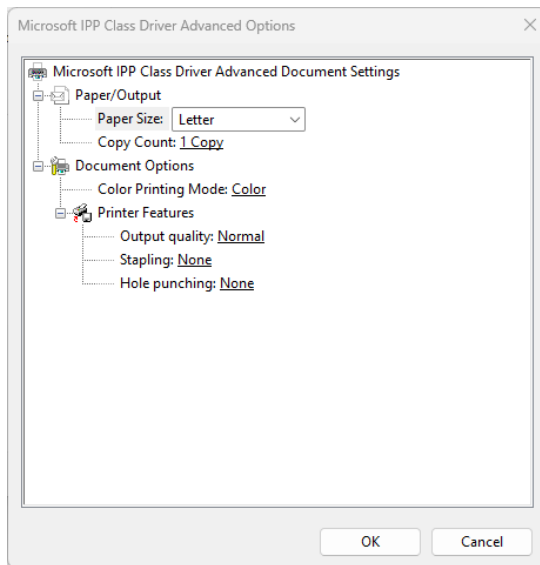 Microsoft IPP Class Driver Advanced Options
Microsoft IPP Class Driver Advanced Document Settings
Paper/Output
Paper Size: Letter
Copy Count: 1 Copy
Document Options
Color Printing Mode: Color
Printer Features
Output quality: Normal
Stapling: None
Hole punching: None
OK Cancel